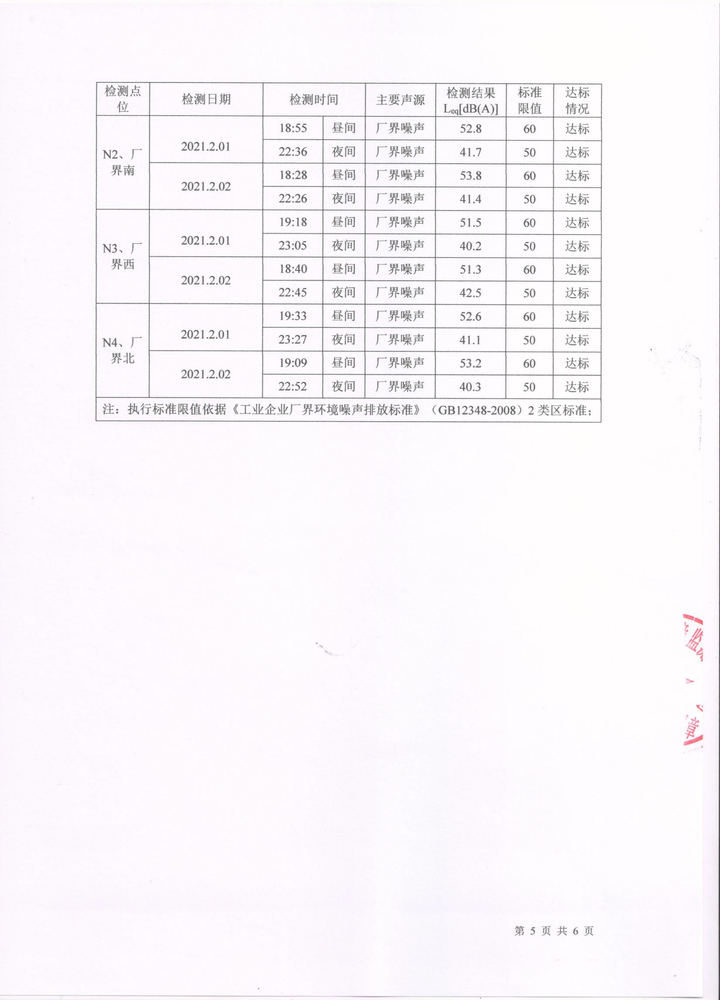 检测点位 检测日期 检测时间 主要声源 检测结果 Leq[dB(A)] 标准限值 达标情况
N2、厂界南 2021.2.01 18:55 昼间 厂界噪声 52.8 60 达标
22:36 夜间 厂界噪声 41.7 50 达标
2021.2.02 18:28 昼间 厂界噪声 53.8 60 达标
22:26 夜间 厂界噪声 41.4 50 达标
N3、厂界西 2021.2.01 19:18 昼间 厂界噪声 51.5 60 达标
23:05 夜间 厂界噪声 40.2 50 达标
2021.2.02 18:40 昼间 厂界噪声 51.3 60 达标
22:45 夜间 厂界噪声 42.5 50 达标
N4、厂界北 2021.2.01 19:33 昼间 厂界噪声 52.6 60 达标
23:27 夜间 厂界噪声 41.1 50 达标
2021.2.02 19:09 昼间 厂界噪声 53.2 60 达标
22:52 夜间 厂界噪声 40.3 50 达标
注：执行标准限值依据《工业企业厂界环境噪声排放标准》（GB12348-2008）2 类区标准；
监
章
第 5 页 共 6 页